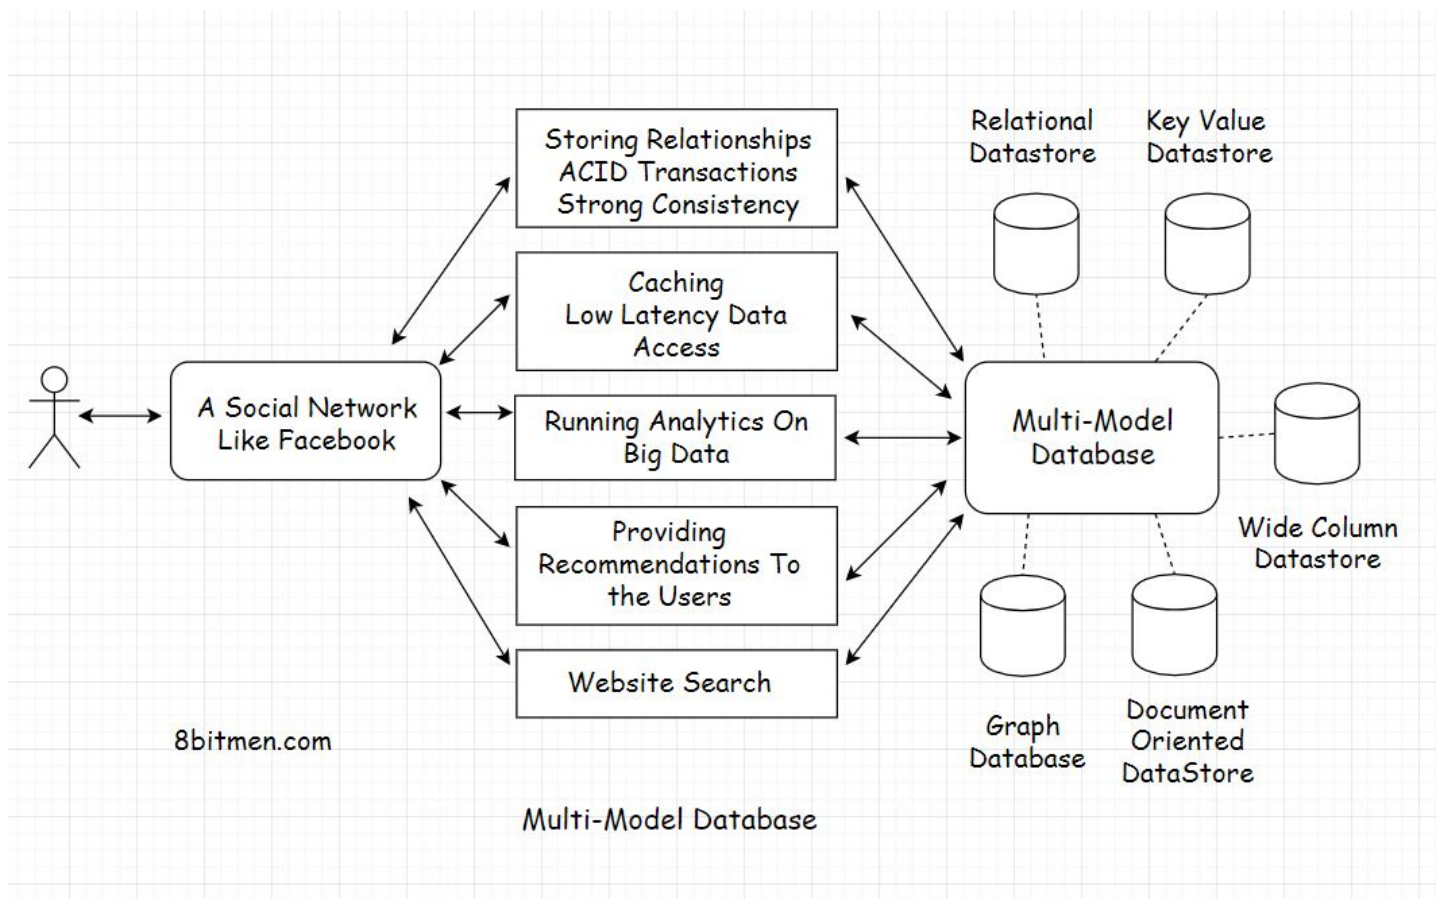 Storing Relationships
ACID Transactions
Strong Consistency
Caching
Low Latency Data
Access
A Social Network
Like Facebook
Running Analytics On
Big Data
Providing
Recommendations To
the Users
Website Search
Relational
Datastore
Key Value
Datastore
Multi-Model
Database
Wide Column
Datastore
Graph
Database
Document
Oriented
DataStore
8bitmen.com
Multi-Model Database